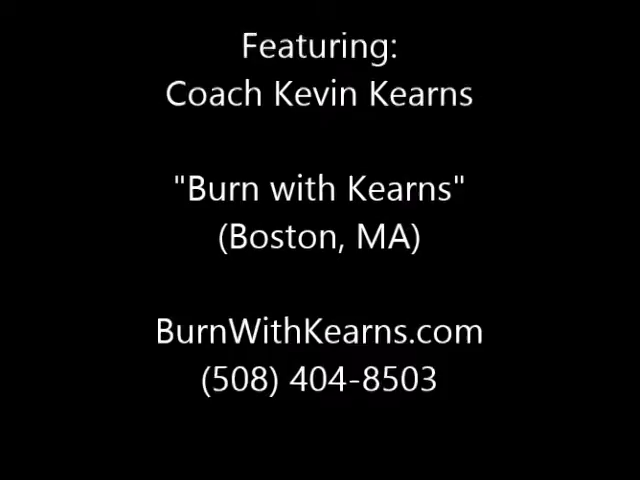 Featuring:
Coach Kevin Kearns
"Burn with Kearns"
(Boston, MA)
BurnWithKearns.com
(508) 404-8503